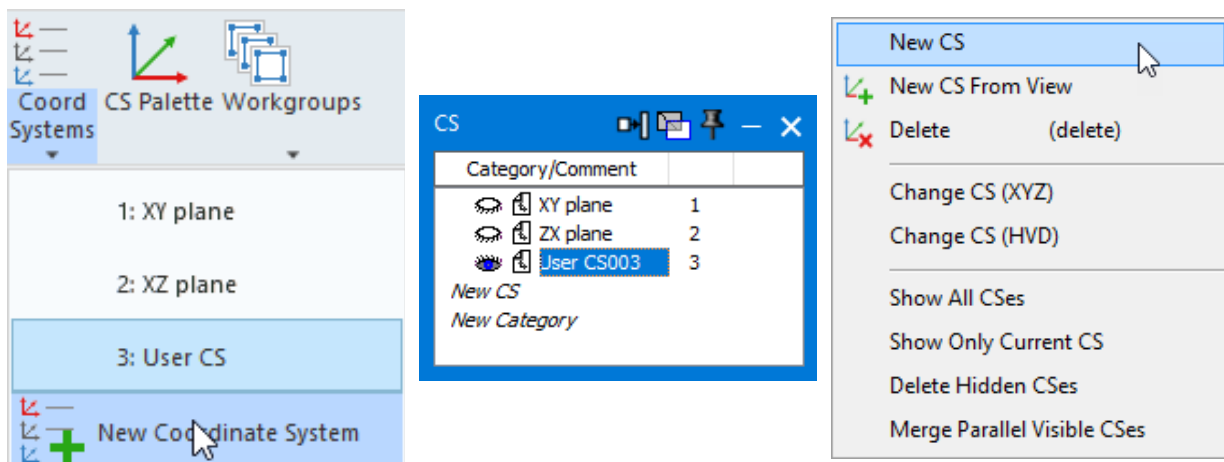 Coord Systems
CS Palette
Workgroups
1: XY plane
2: XZ plane
3: User CS
New Coordinate System
CS
Category/Comment
XY plane 1
ZX plane 2
User CS003 3
New CS
New Category
New CS
New CS From View
Delete (delete)
Change CS (XYZ)
Change CS (HVD)
Show All CSes
Show Only Current CS
Delete Hidden CSes
Merge Parallel Visible CSes